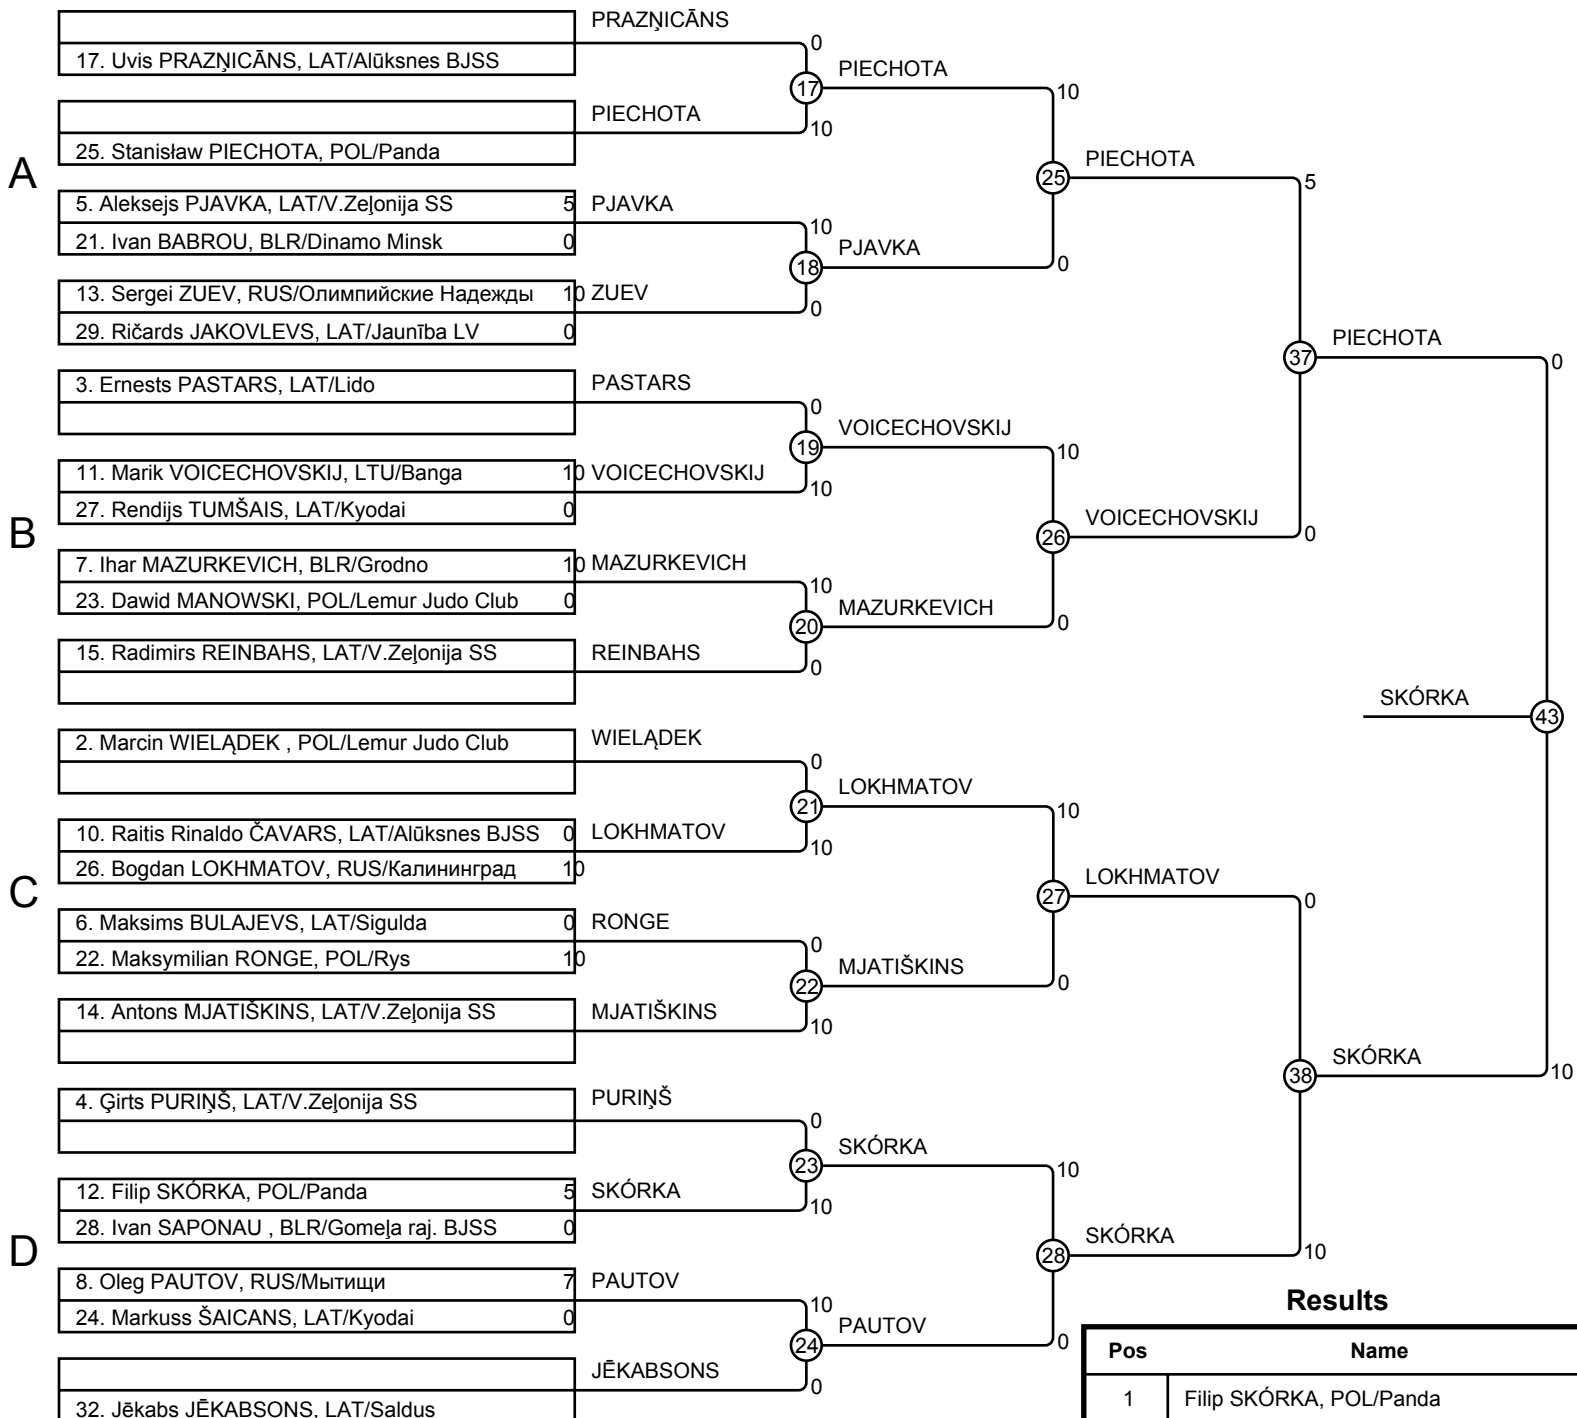 PRAZŅICĀNS
0
17. Uvis PRAZŅICĀNS, LAT/Alūksnes BJSS
PIECHOTA
17
10
PIECHOTA
10
25. Stanisław PIECHOTA, POL/Panda
A
PIECHOTA
25
5
5. Aleksejs PJAVKA, LAT/V.Zeļonija SS 5 PJAVKA
10
21. Ivan BABROU, BLR/Dinamo Minsk 0
PJAVKA
18
0
13. Sergei ZUEV, RUS/Олимпийские Надежды 10 ZUEV
0
29. Ričards JAKOVLEVS, LAT/Jaunība LV 0
PIECHOTA
37
0
3. Ernests PASTARS, LAT/Lido
PASTARS
0
VOICECHOVSKIJ
19
10
11. Marik VOICECHOVSKIJ, LTU/Banga 10 VOICECHOVSKIJ
10
27. Rendijs TUMŠAIS, LAT/Kyodai 0
B
VOICECHOVSKIJ
26
0
7. Ihar MAZURKEVICH, BLR/Grodno 10 MAZURKEVICH
10
23. Dawid MANOWSKI, POL/Lemur Judo Club 0
MAZURKEVICH
20
0
15. Radimirs REINBAHS, LAT/V.Zeļonija SS
REINBAHS
0
SKÓRKA
43
2. Marcin WIELĄDEK , POL/Lemur Judo Club
WIELĄDEK
0
LOKHMATOV
21
10
10. Raitis Rinaldo ČAVARS, LAT/Alūksnes BJSS 0 LOKHMATOV
10
26. Bogdan LOKHMATOV, RUS/Калининград 10
C
LOKHMATOV
27
0
6. Maksims BULAJEVS, LAT/Sigulda 0 RONGE
0
22. Maksymilian RONGE, POL/Rys 10
MJATIŠKINS
22
0
14. Antons MJATIŠKINS, LAT/V.Zeļonija SS
MJATIŠKINS
10
SKÓRKA
38
10
4. Ģirts PURIŅŠ, LAT/V.Zeļonija SS
PURIŅŠ
0
SKÓRKA
23
10
12. Filip SKÓRKA, POL/Panda 5 SKÓRKA
10
28. Ivan SAPONAU , BLR/Gomeļa raj. BJSS 0
D
SKÓRKA
28
10
8. Oleg PAUTOV, RUS/Мытищи 7 PAUTOV
10
24. Markuss ŠAICANS, LAT/Kyodai 0
PAUTOV
24
0
JĒKABSONS
0
32. Jēkabs JĒKABSONS, LAT/Saldus
Results
Pos Name
1 Filip SKÓRKA, POL/Panda